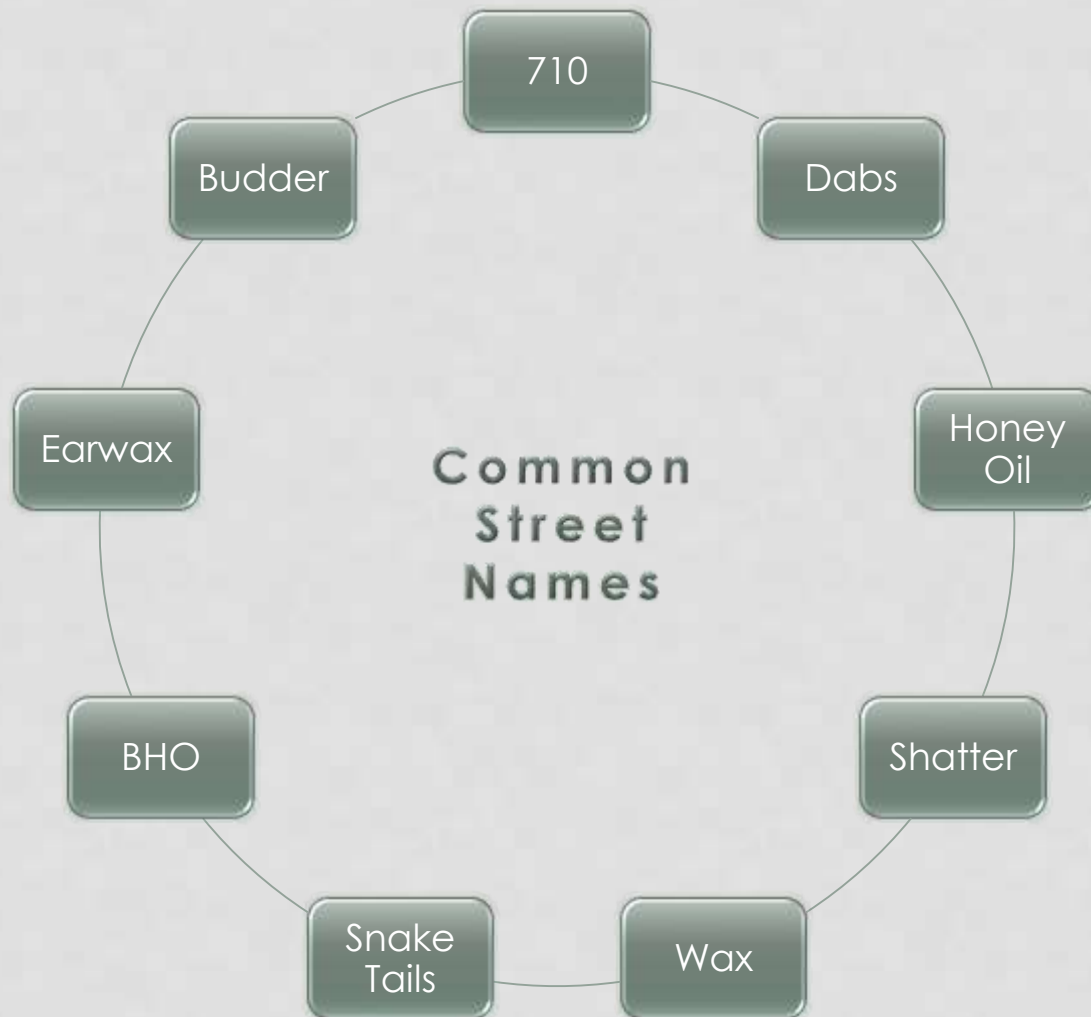 710
Dabs
Honey
Oil
Shatter
Wax
Snake
Tails
BHO
Earwax
Budder
Common
Street
Names